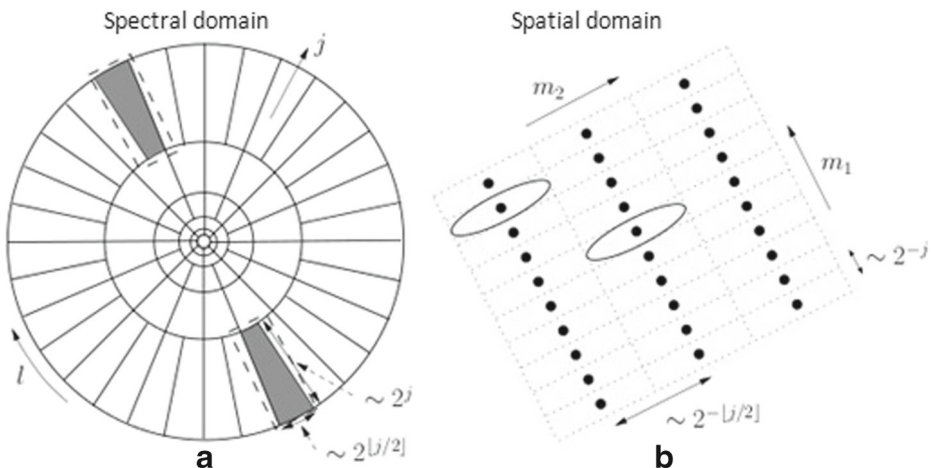 Spectral domain
j
l
∼ 2^j
∼ 2^⌊j/2⌋
a
Spatial domain
m_2
m_1
∼ 2^−j
∼ 2^−⌊j/2⌋
b